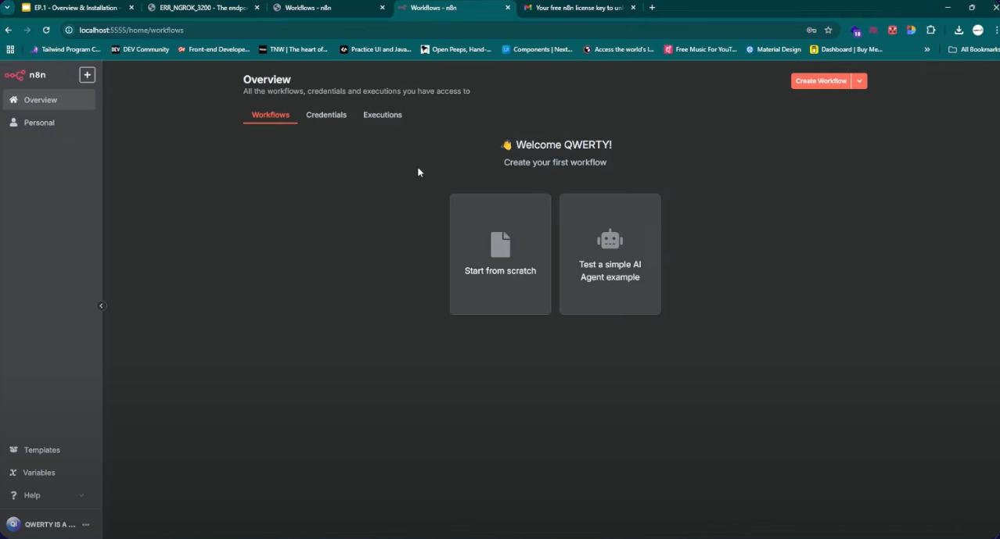 EP.1 - Overview & Installation
ERR_NGROK_3200 - The endpo
Workflows - n8n
Workflows - n8n
Your free n8n license key to unl
localhost:5555/home/workflows
18
Tailwind Program C...
DEV DEV Community
Front-end Develope...
TNW | The heart of...
Practice UI and Java...
Open Peeps, Hand-...
Components | Next...
Access the world's l...
Free Music For YouT...
Material Design
Dashboard | Buy Me...
»
All Bookmarks
n8n
+
Overview
Personal
Overview
All the workflows, credentials and executions you have access to
Create Workflow
Workflows
Credentials
Executions
👋 Welcome QWERTY!
Create your first workflow
Start from scratch
Test a simple AI
Agent example
Templates
Variables
? Help
QI QWERTY IS A ...